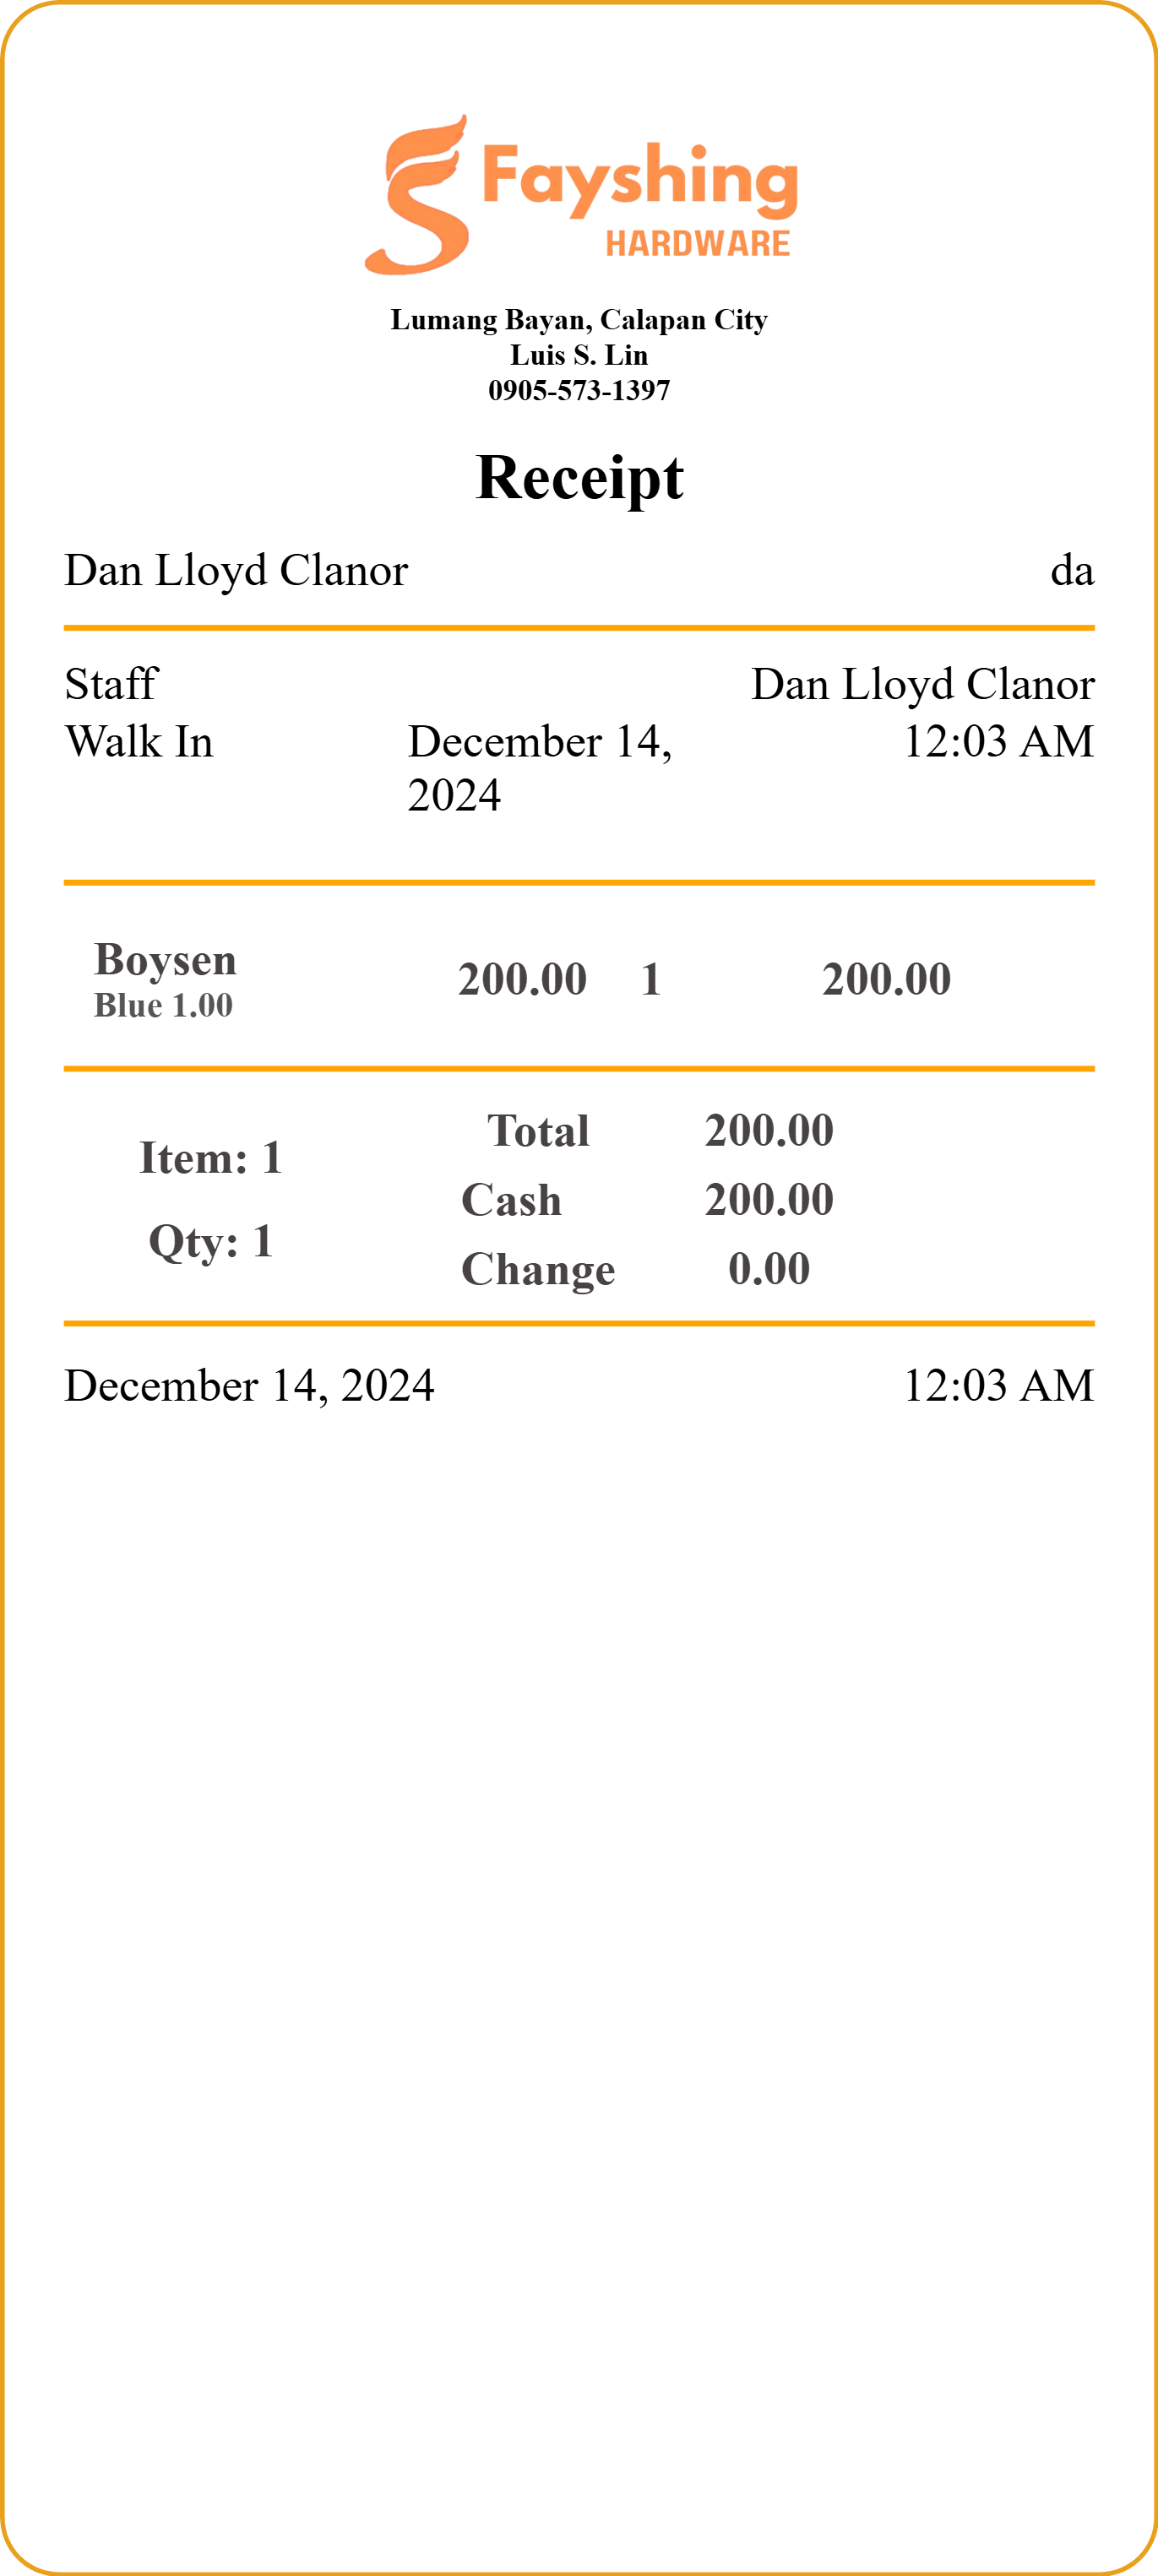 Fayshing
HARDWARE
Lumang Bayan, Calapan City
Luis S. Lin
0905-573-1397
Receipt
Dan Lloyd Clanor da
Staff Dan Lloyd Clanor
Walk In December 14, 12:03 AM
2024
Boysen
Blue 1.00 200.00 1 200.00
Item: 1
Qty: 1
Total 200.00
Cash 200.00
Change 0.00
December 14, 2024 12:03 AM